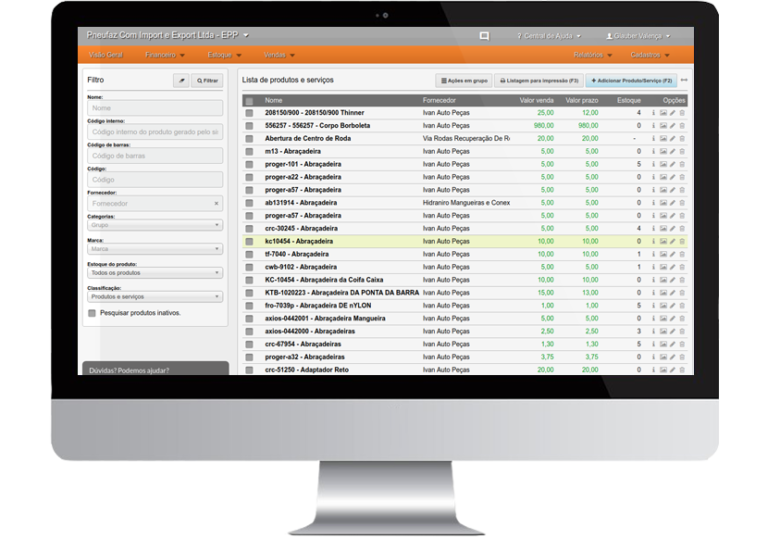 Pneufaz Com Import e Export Ltda - EPP
? Central de Ajuda
Glauber Valença
Visão Geral Financeiro Estoque Vendas Relatórios Cadastros
Filtro
Filtrar
Nome:
Nome
Código interno:
Código interno do produto gerado pelo si
Código de barras:
Código de barras
Código:
Código
Fornecedor:
Fornecedor ×
Categorias:
Grupo
Marca:
Marca
Estoque do produto:
Todos os produtos
Classificação:
Produtos e serviços
Pesquisar produtos inativos.
Dúvidas? Podemos ajudar?
Lista de produtos e serviços
Ações em grupo
Listagem para impressão (F3)
+ Adicionar Produto/Serviço (F2)
Nome Fornecedor Valor venda Valor prazo Estoque Opções
208150/900 - 208150/900 Thinner Ivan Auto Peças 25,00 12,00 4
556257 - 556257 - Corpo Borboleta Ivan Auto Peças 980,00 980,00 0
Abertura de Centro de Roda Via Rodas Recuperação De R 20,00 20,00 -
m13 - Abraçadeira Ivan Auto Peças 5,00 5,00 0
proger-101 - Abraçadeira Ivan Auto Peças 5,00 5,00 5
proger-a22 - Abraçadeira Ivan Auto Peças 5,00 5,00 0
proger-a57 - Abraçadeira Ivan Auto Peças 5,00 5,00 0
ab131914 - Abraçadeira Hidraniro Mangueiras e Conex 5,00 5,00 0
proger-a57 - Abraçadeira Ivan Auto Peças 5,00 5,00 0
crc-30245 - Abraçadeira Ivan Auto Peças 5,00 5,00 4
kc10454 - Abraçadeira Ivan Auto Peças 10,00 10,00 0
tf-7040 - Abraçadeira Ivan Auto Peças 10,00 10,00 1
cwb-9102 - Abraçadeira Ivan Auto Peças 5,00 5,00 1
KC-10454 - Abraçadeira da Coifa Caixa Ivan Auto Peças 10,00 10,00 0
KTB-1020223 - Abraçadeira DA PONTA DA BARRA Ivan Auto Peças 15,00 13,00 0
fro-7039p - Abraçadeira DE nYLON Ivan Auto Peças 1,00 1,00 5
axios-0442001 - Abraçadeira Mangueira Ivan Auto Peças 5,00 5,00 0
axios-0442000 - Abraçadeiras Ivan Auto Peças 2,50 2,50 3
crc-67954 - Abraçadeiras Ivan Auto Peças 1,30 1,30 5
proger-a32 - Abraçadeiras Ivan Auto Peças 3,75 3,75 0
crc-51250 - Adaptador Reto Ivan Auto Peças 20,00 20,00 0